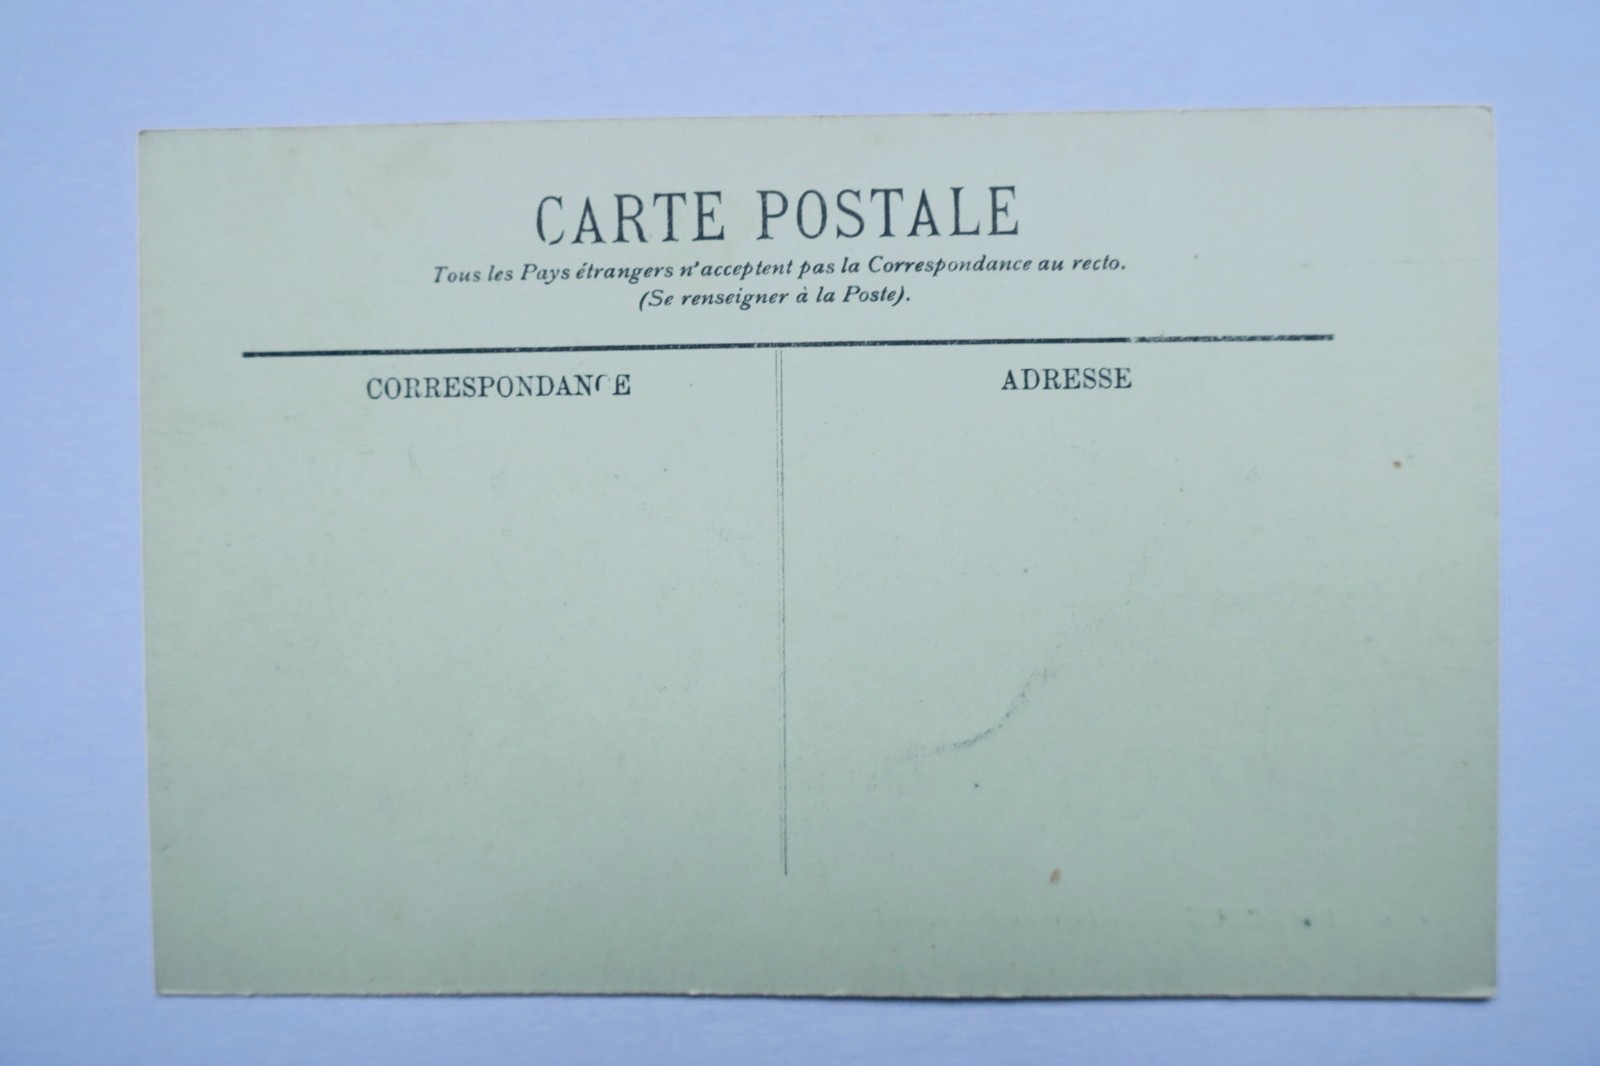 CARTE POSTALE
Tous les Pays étrangers n'acceptent pas la Correspondance au recto.
(Se renseigner à la Poste).
CORRESPONDANCE
ADRESSE